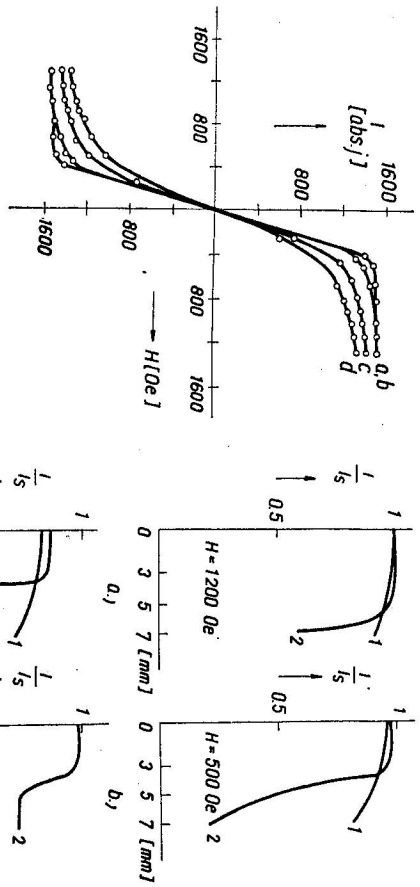 I
[abs.j]
1600
800
a,b
c
d
1600
800
800
1600
H [Oe]
800
1600
I
Is
1
0.5
H = 1200 Oe
1
2
0
3
5
7 [mm]
a.)
I
Is
1
0.5
H = 500 Oe
1
2
0
3
5
7 [mm]
b.)
I
Is
1
1
I
Is
1
2